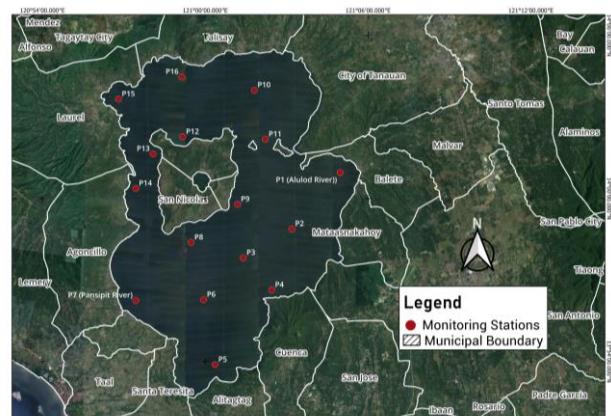 120°54'00.000"E 121°00'00.000"E 121°06'00.000"E 121°12'00.000"E
Mendez
Tagaytay City
Alfonso
Talisay
Bay
Calauan
P16
P10
City of Tanauan
P15
Santo Tomas
Laurel
Alaminos
P12
P11
Malvar
P13
P1 (Alulod River))
Balete
P14
San Nicolas
P9
San Pablo City
P2
Mataasnakahoy
N
P8
Agoncillo
P3
Tiaong
Lemery
P4
P7 (Pansipit River)
P6
Legend
Monitoring Stations
Municipal Boundary
San Antonio
P5
Cuenca
Taal
San Jose
Santa Teresita
Alitagtag
Padre Garcia
Ibaan
Rosario